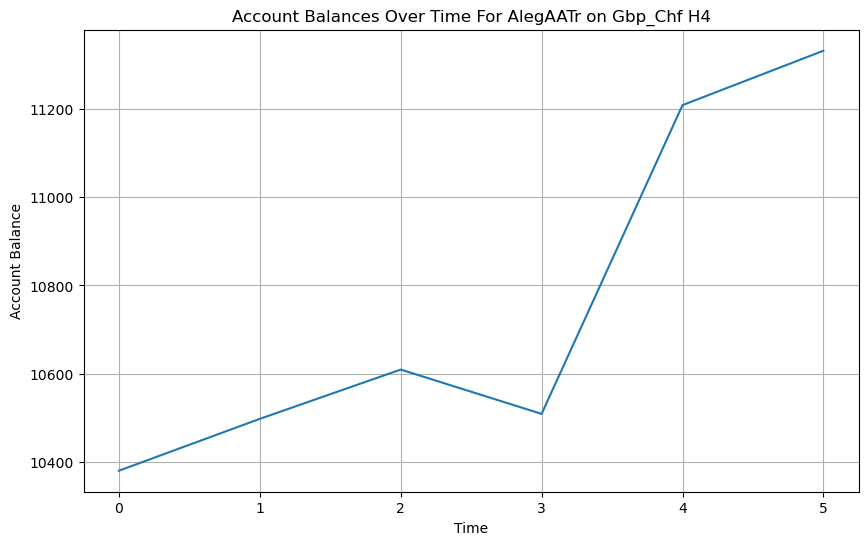 Account Balances Over Time For AlegAATr on Gbp_Chf H4
Account Balance
11200
11000
10800
10600
10400
0 1 2 3 4 5
Time